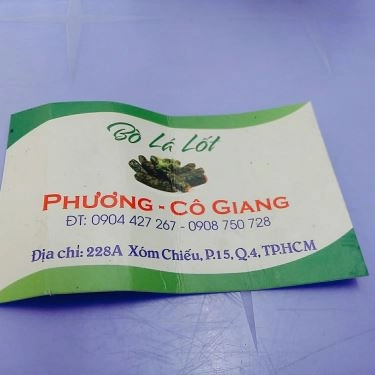 Bò Lá Lốt
PHƯƠNG - CÔ GIANG
ĐT: 0904 427 267 - 0908 750 728
Địa chỉ: 228A Xóm Chiếu, P.15, Q.4, TP.HCM